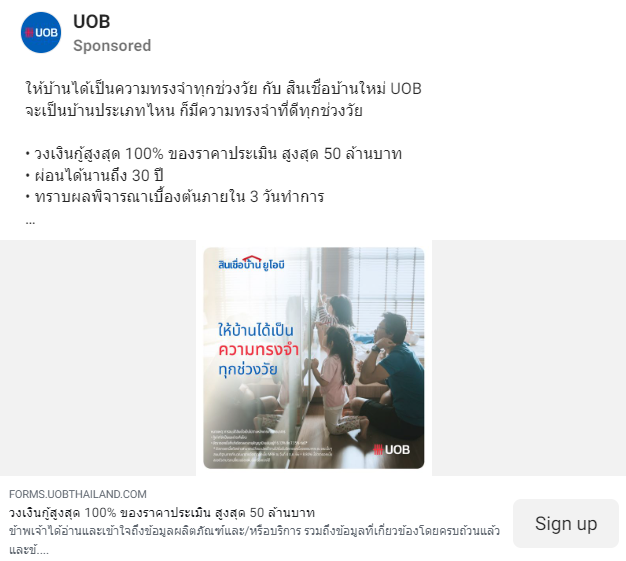 UOB
UOB
Sponsored
ให้บ้านได้เป็นความทรงจำทุกช่วงวัย กับ สินเชื่อบ้านใหม่ UOB
จะเป็นบ้านประเภทไหน ก็มีความทรงจำที่ดีทุกช่วงวัย
• วงเงินกู้สูงสุด 100% ของราคาประเมิน สูงสุด 50 ล้านบาท
• ผ่อนได้นานถึง 30 ปี
• ทราบผลพิจารณาเบื้องต้นภายใน 3 วันทำการ
...
สินเชื่อบ้าน ยูโอบี
ให้บ้านได้เป็น
ความทรงจำ
ทุกช่วงวัย
UOB
FORMS.UOBTHAILAND.COM
วงเงินกู้สูงสุด 100% ของราคาประเมิน สูงสุด 50 ล้านบาท
ข้าพเจ้าได้อ่านและเข้าใจถึงข้อมูลผลิตภัณฑ์และ/หรือบริการ รวมถึงข้อมูลที่เกี่ยวข้องโดยครบถ้วนแล้ว
และข้....
Sign up